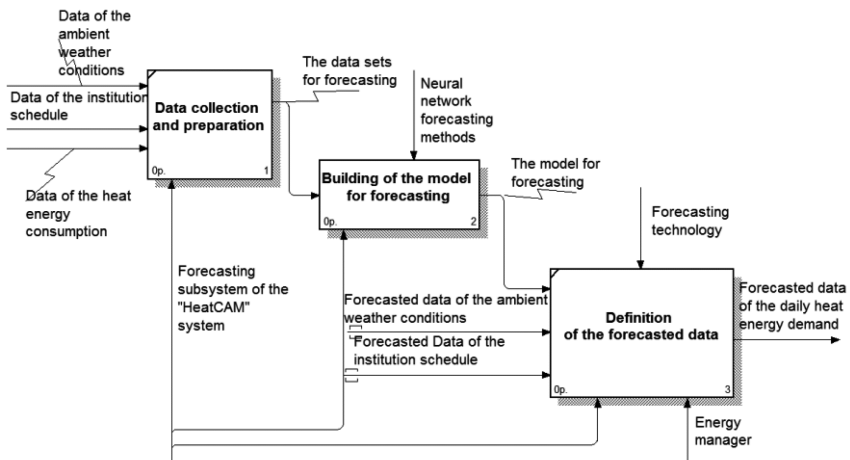 Data of the
ambient
weather
conditions
Data of the institution
schedule
Data of the heat
energy
consumption
Data collection
and preparation
0p.
1
The data sets
for forecasting
Neural
network
forecasting
methods
Building of the model
for forecasting
0p.
2
The model for
forecasting
Forecasting
technology
Forecasting
subsystem of the
"HeatCAM"
system
Forecasted data of the ambient
weather conditions
Forecasted Data of the
institution schedule
Definition
of the forecasted data
0p.
3
Forecasted data
of the daily heat
energy demand
Energy
manager